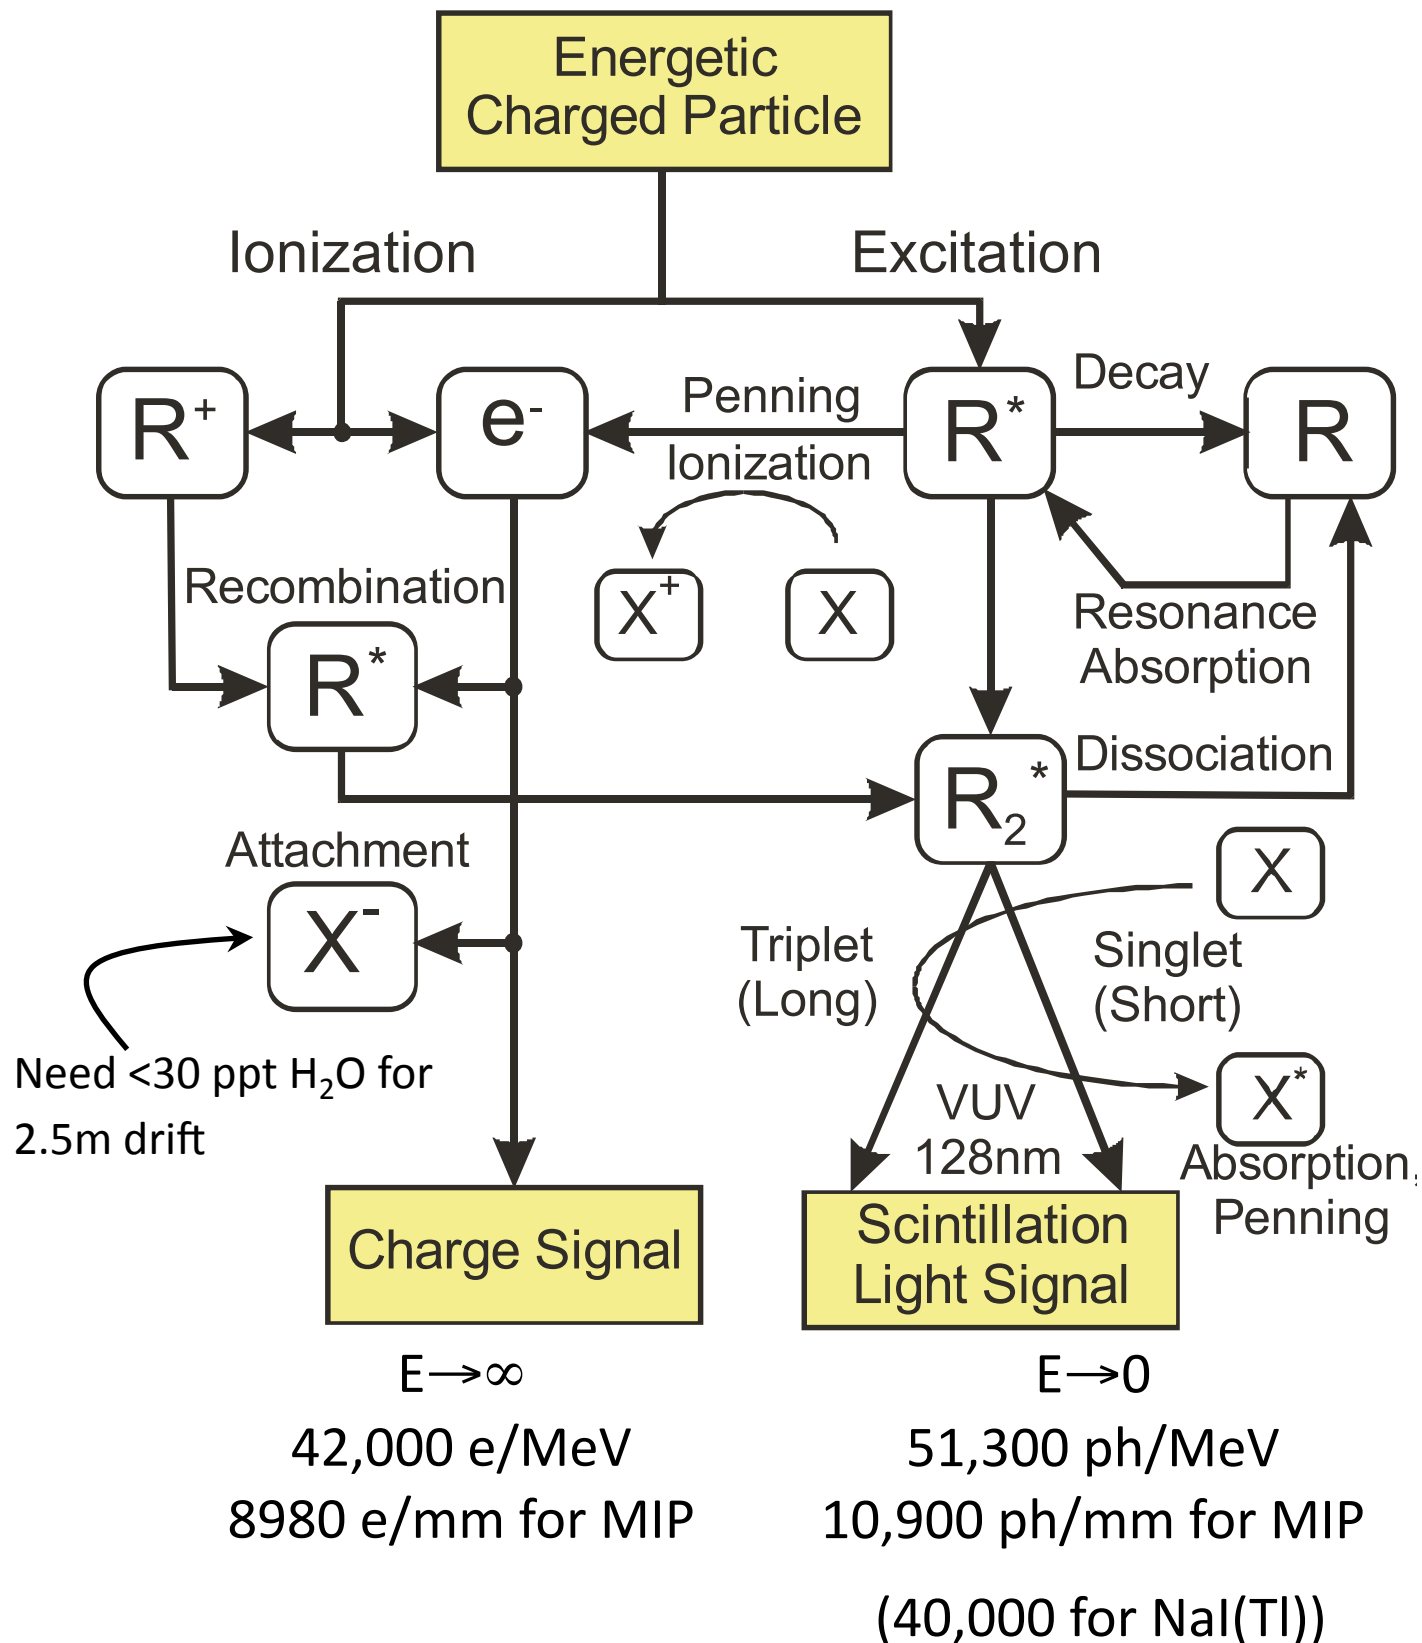 Energetic
Charged Particle
Ionization
Excitation
R+
e-
Penning
Ionization
R*
Decay
R
X+
X
Recombination
R*
Resonance
Absorption
R2*
Dissociation
Attachment
X-
X
Triplet
(Long)
Singlet
(Short)
Need <30 ppt H2O for
2.5m drift
VUV
128nm
X*
Absorption,
Penning
Charge Signal
Scintillation
Light Signal
E→∞
42,000 e/MeV
8980 e/mm for MIP
E→0
51,300 ph/MeV
10,900 ph/mm for MIP
(40,000 for NaI(Tl))